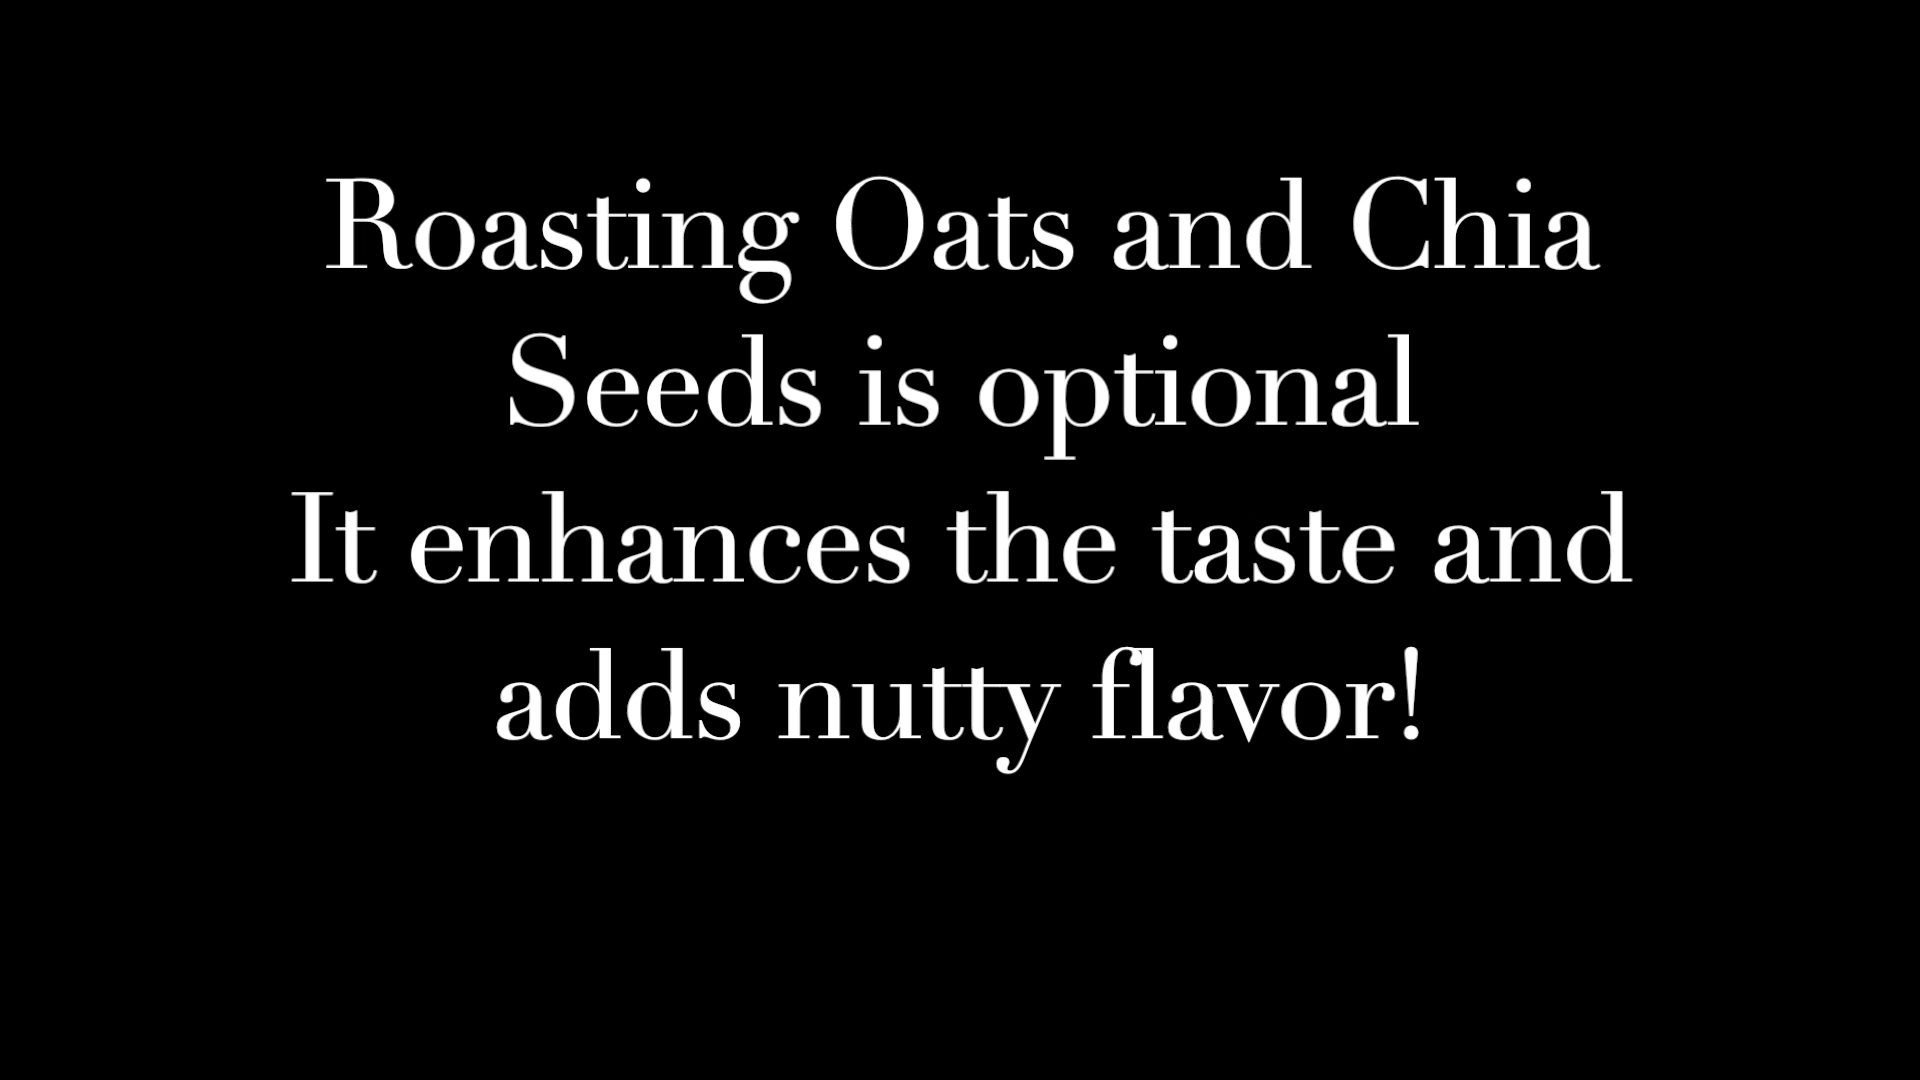 Roasting Oats and Chia
Seeds is optional
It enhances the taste and
adds nutty flavor!